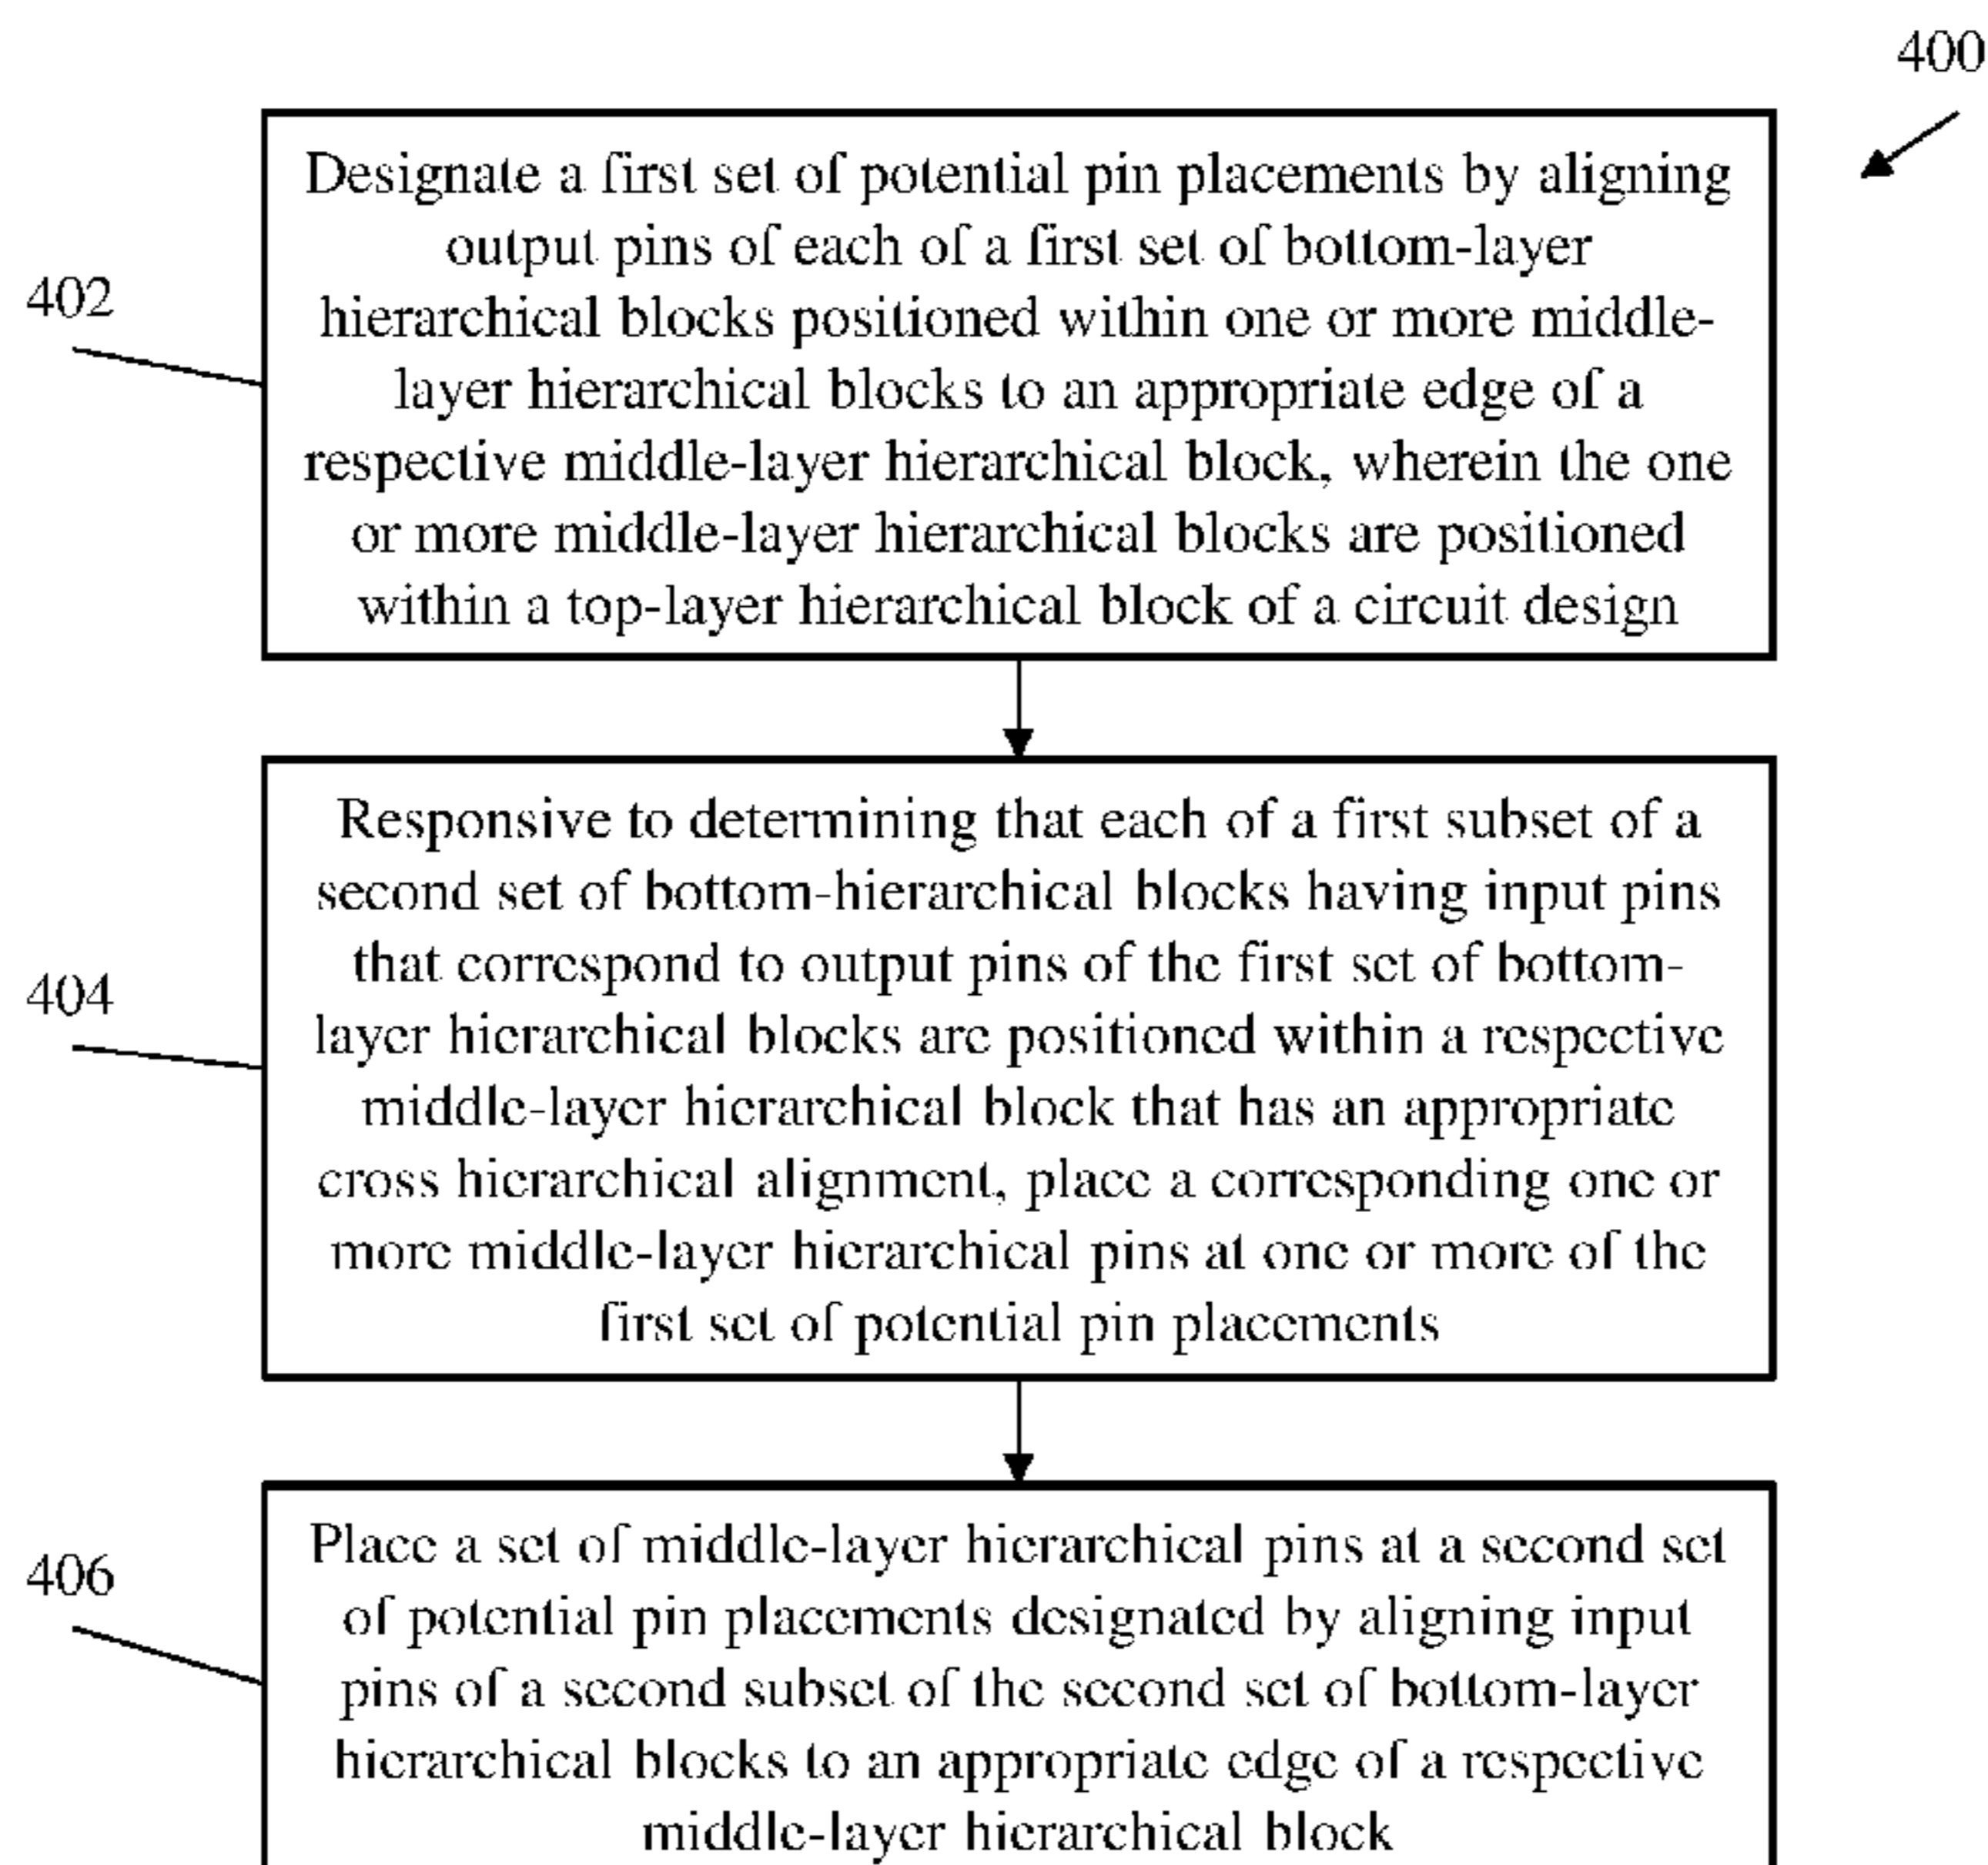 400
Designate a first set of potential pin placements by aligning
output pins of each of a first set of bottom-layer
hierarchical blocks positioned within one or more middle-
layer hierarchical blocks to an appropriate edge of a
respective middle-layer hierarchical block, wherein the one
or more middle-layer hierarchical blocks are positioned
within a top-layer hierarchical block of a circuit design
402
Responsive to determining that each of a first subset of a
second set of bottom-hierarchical blocks having input pins
that correspond to output pins of the first set of bottom-
layer hierarchical blocks are positioned within a respective
middle-layer hierarchical block that has an appropriate
cross hierarchical alignment, place a corresponding one or
more middle-layer hierarchical pins at one or more of the
first set of potential pin placements
404
Place a set of middle-layer hierarchical pins at a second set
of potential pin placements designated by aligning input
pins of a second subset of the second set of bottom-layer
hierarchical blocks to an appropriate edge of a respective
middle-layer hierarchical block
406